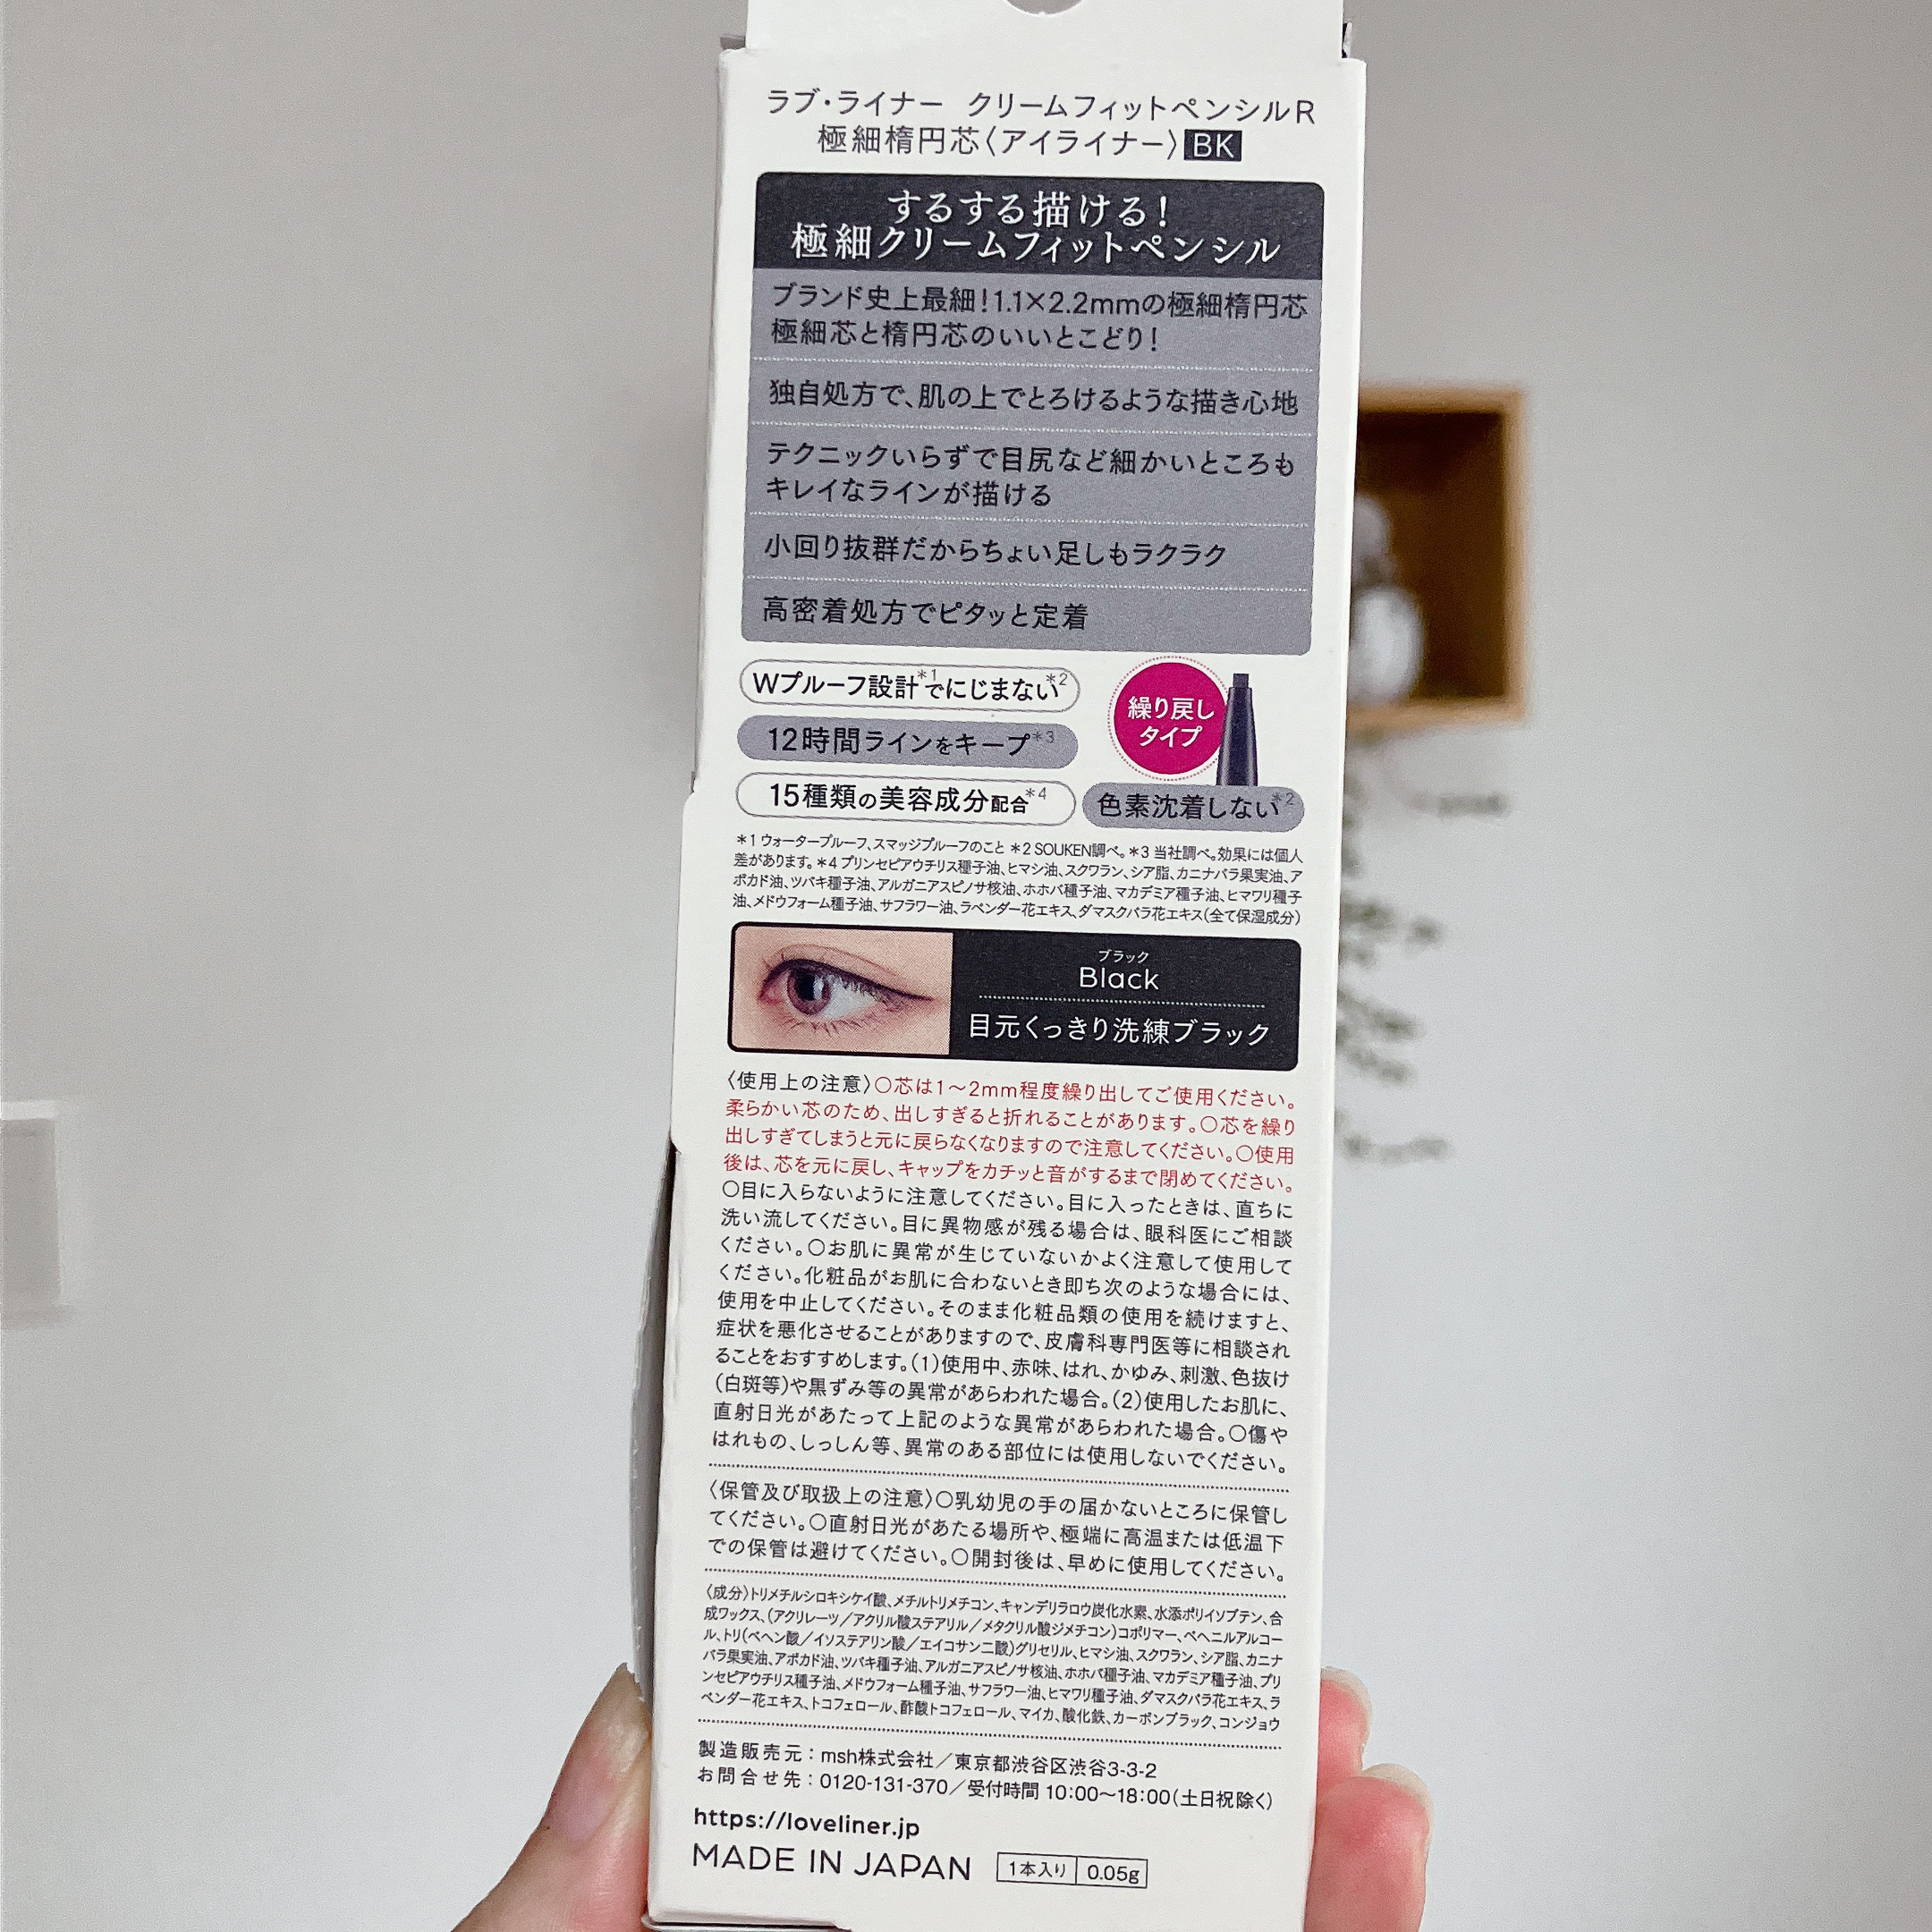 ラブ・ライナー クリームフィットペンシルR
極細楕円芯〈アイライナー〉BK
するする描ける！
極細クリームフィットペンシル
ブランド史上最細！1.1×2.2mmの極細楕円芯
極細芯と楕円芯のいいとこどり！
独自処方で、肌の上でとろけるような描き心地
テクニックいらずで目尻など細かいところも
キレイなラインが描ける
小回り抜群だからちょい足しもラクラク
高密着処方でピタッと定着
Wプルーフ設計*1でにじまない*2
12時間ラインをキープ*3
15種類の美容成分配合*4
繰り戻し
タイプ
色素沈着しない*2
＊1 ウォータープルーフ、スマッジプルーフのこと ＊2 SOUKEN調べ。＊3 当社調べ。効果には個人
差があります。＊4 プリンセピアウチリス種子油、ヒマシ油、スクワラン、シア脂、カニナバラ果実油、ア
ボカド油、ツバキ種子油、アルガニアスピノサ核油、ホホバ種子油、マカデミア種子油、ヒマワリ種子
油、メドウフォーム種子油、サフラワー油、ラベンダー花エキス、ダマスクバラ花エキス（全て保湿成分）
ブラック
Black
目元くっきり洗練ブラック
〈使用上の注意〉○芯は1～2mm程度繰り出してご使用ください。
柔らかい芯のため、出しすぎると折れることがあります。○芯を繰り
出しすぎてしまうと元に戻らなくなりますので注意してください。○使用
後は、芯を元に戻し、キャップをカチッと音がするまで閉めてください。
○目に入らないように注意してください。目に入ったときは、直ちに
洗い流してください。目に異物感が残る場合は、眼科医にご相談
ください。○お肌に異常が生じていないかよく注意して使用して
ください。化粧品がお肌に合わないとき即ち次のような場合には、
使用を中止してください。そのまま化粧品類の使用を続けますと、
症状を悪化させることがありますので、皮膚科専門医等に相談され
ることをおすすめします。（1）使用中、赤味、はれ、かゆみ、刺激、色抜け
（白斑等）や黒ずみ等の異常があらわれた場合。（2）使用したお肌に、
直射日光があたって上記のような異常があらわれた場合。○傷や
はれもの、しっしん等、異常のある部位には使用しないでください。
〈保管及び取扱上の注意〉○乳幼児の手の届かないところに保管し
てください。○直射日光があたる場所や、極端に高温または低温下
での保管は避けてください。○開封後は、早めに使用してください。
〈成分〉トリメチルシロキシケイ酸、メチルトリメチコン、キャンデリラロウ炭化水素、水添ポリイソブテン、合
成ワックス、（アクリレーツ／アクリル酸ステアリル／メタクリル酸ジメチコン）コポリマー、ベヘニルアルコー
ル、トリ（ベヘン酸／イソステアリン酸／エイコサン二酸）グリセリル、ヒマシ油、スクワラン、シア脂、カニナ
バラ果実油、アボカド油、ツバキ種子油、アルガニアスピノサ核油、ホホバ種子油、マカデミア種子油、プリ
ンセピアウチリス種子油、メドウフォーム種子油、サフラワー油、ヒマワリ種子油、ダマスクバラ花エキス、ラ
ベンダー花エキス、トコフェロール、酢酸トコフェロール、マイカ、酸化鉄、カーボンブラック、コンジョウ
製造販売元：msh株式会社／東京都渋谷区渋谷3-3-2
お問合せ先：0120-131-370／受付時間 10:00～18:00（土日祝除く）
https://loveliner.jp
MADE IN JAPAN 1本入り 0.05g